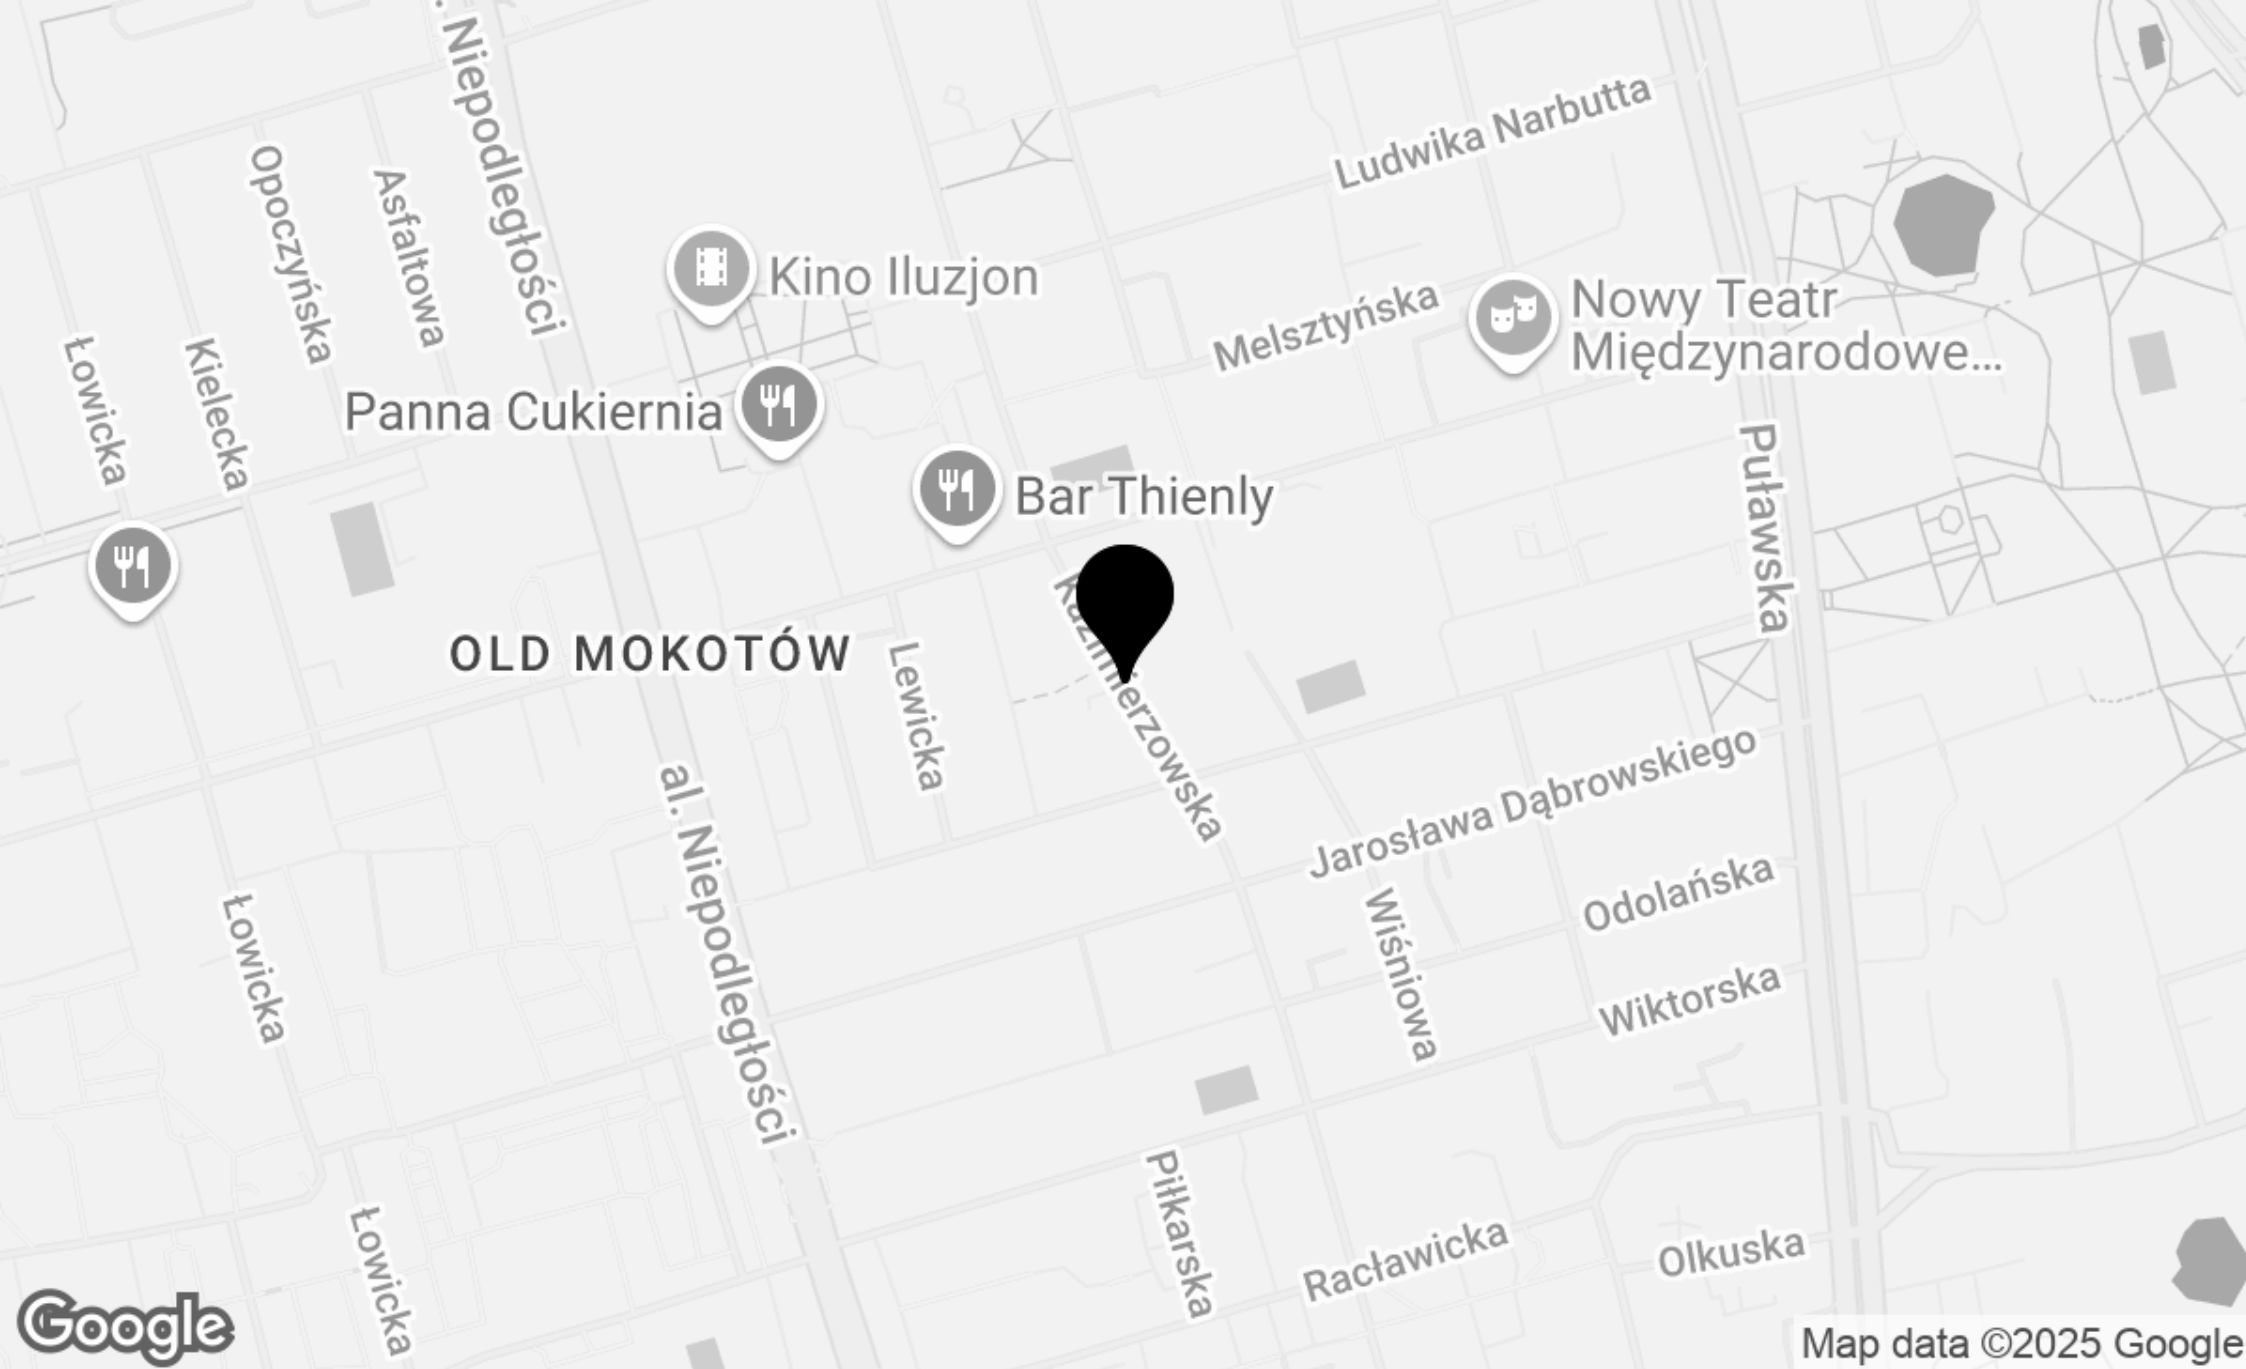 . Niepodległości
Ludwika Narbutta
Opoczyńska
Asfaltowa
Kino Iluzjon
Melsztyńska
Nowy Teatr
Międzynarodowe...
Łowicka
Kielecka
Panna Cukiernia
Bar Thienly
Puławska
Kazimierzowska
OLD MOKOTÓW
Lewicka
Jarosława Dąbrowskiego
al. Niepodległości
Odolańska
Wiśniowa
Łowicka
Wiktorska
Piłkarska
Racławicka
Olkuska
Łowicka
Google
Map data ©2025 Google